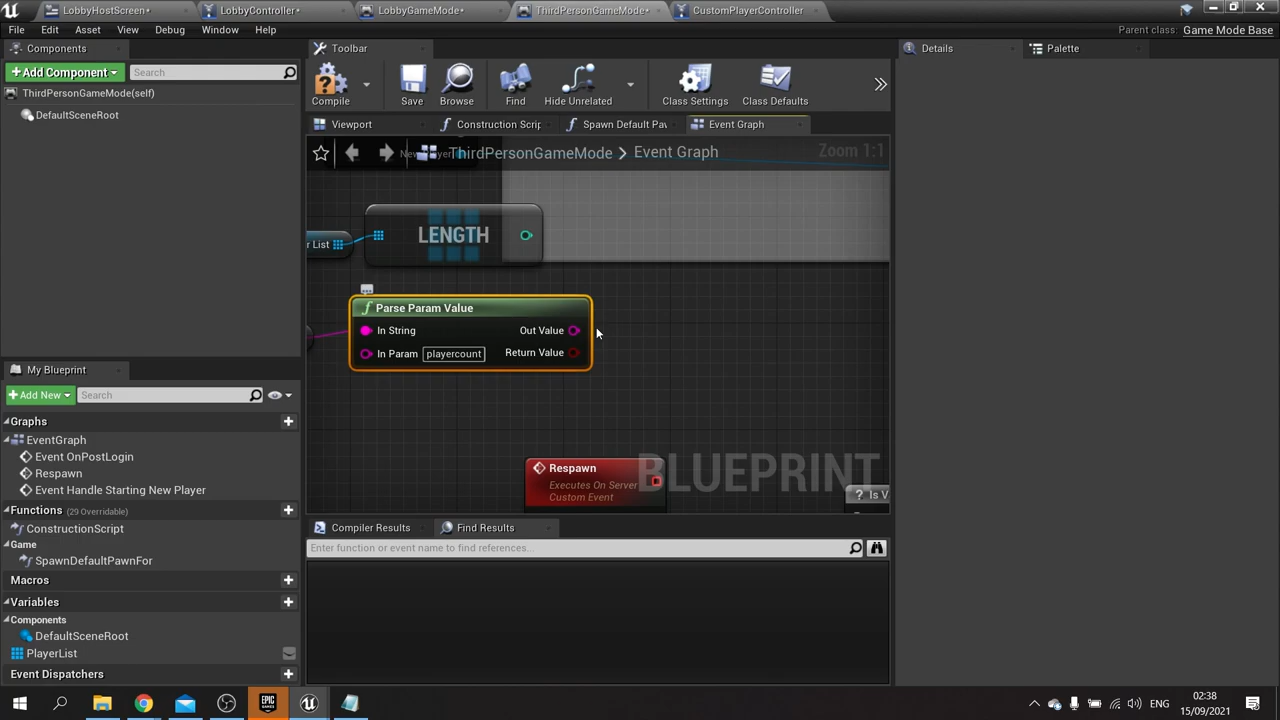 LobbyHostScreen*
LobbyController*
LobbyGameMode*
ThirdPersonGameMode*
CustomPlayerController
File Edit Asset View Debug Window Help
Parent class: Game Mode Base
Components
Toolbar
Details
Palette
+Add Component
Search
ThirdPersonGameMode(self)
DefaultSceneRoot
Compile
Save
Browse
Find
Hide Unrelated
Class Settings
Class Defaults
Viewport
Construction Scrip
Spawn Default Pav
Event Graph
ThirdPersonGameMode > Event Graph
Zoom 1:1
r List
LENGTH
Parse Param Value
In String
Out Value
In Param playercount
Return Value
Respawn
Executes On Server
Custom Event
BLUEPRINT
? Is V
My Blueprint
+Add New
Search
Graphs
EventGraph
Event OnPostLogin
Respawn
Event Handle Starting New Player
Functions (29 Overridable)
ConstructionScript
Game
SpawnDefaultPawnFor
Macros
Variables
Components
DefaultSceneRoot
PlayerList
Event Dispatchers
Compiler Results
Find Results
Enter function or event name to find references...
EPIC
GAMES
ENG
02:38
15/09/2021